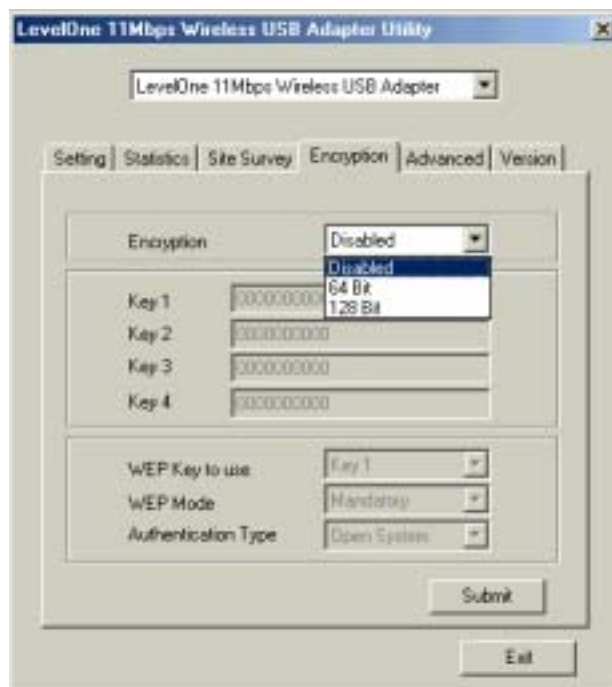 LevelOne 11Mbps Wireless USB Adapter Utility
LevelOne 11Mbps Wireless USB Adapter
Setting Statistics Site Survey Encryption Advanced Version
Encryption Disabled
Disabled
64 Bit
128 Bit
Key 1 0000000000
Key 2 0000000000
Key 3 0000000000
Key 4 0000000000
WEP Key to use Key 1
WEP Mode Mandatory
Authentication Type Open System
Submit
Exit